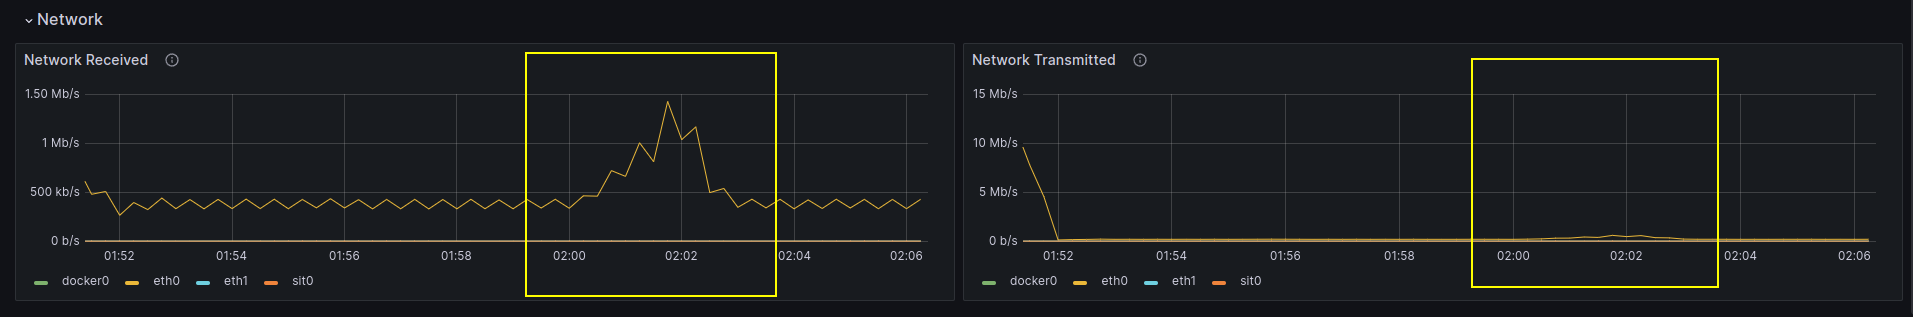 Network
Network Received
1.50 Mb/s
1 Mb/s
500 kb/s
0 b/s
01:52 01:54 01:56 01:58 02:00 02:02 02:04 02:06
docker0 eth0 eth1 sit0
Network Transmitted
15 Mb/s
10 Mb/s
5 Mb/s
0 b/s
01:52 01:54 01:56 01:58 02:00 02:02 02:04 02:06
docker0 eth0 eth1 sit0